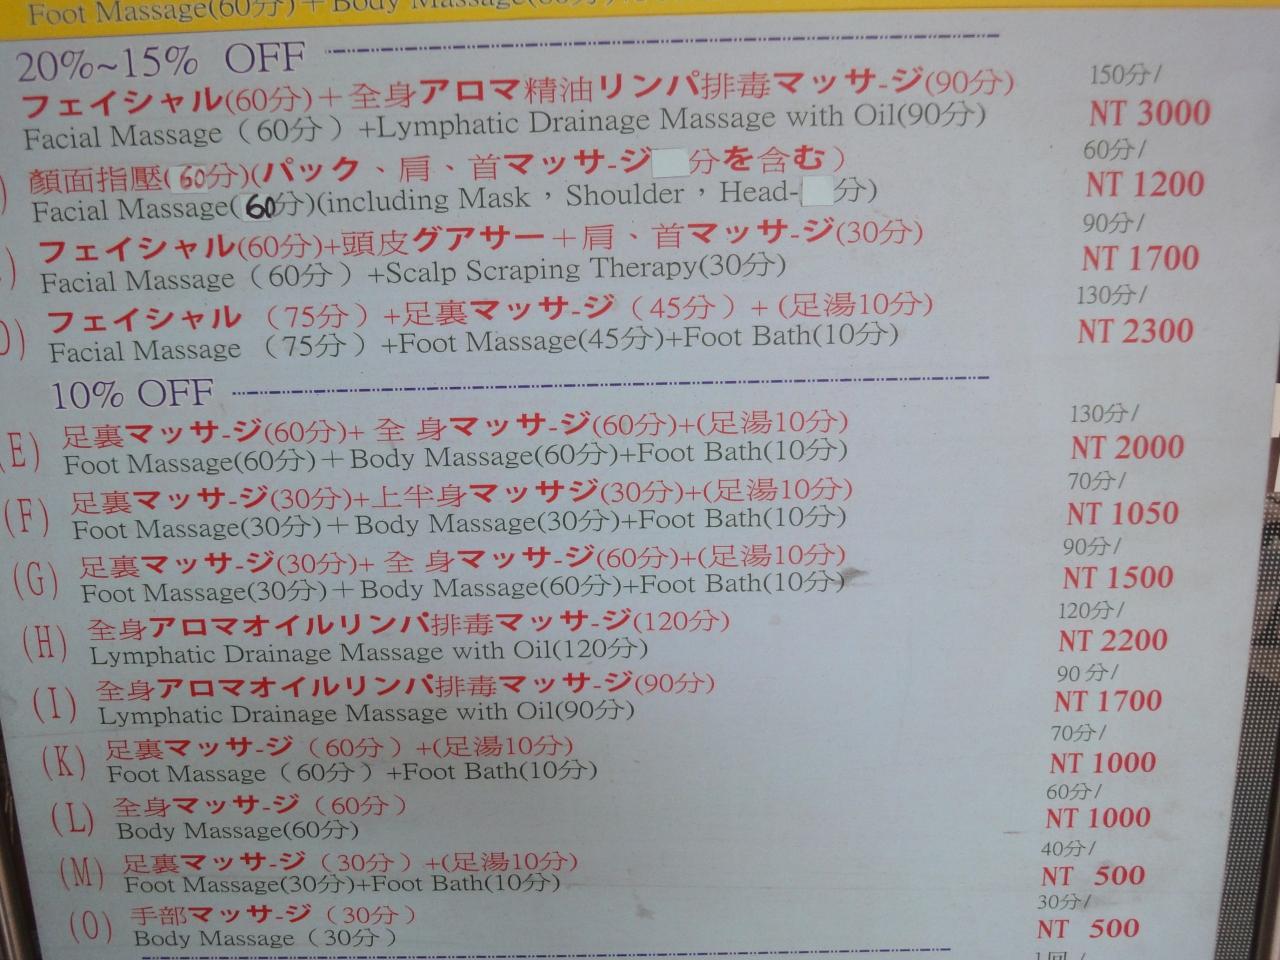 Foot Massage(60分)＋Body Massage(60分)
20%~15% OFF
フェイシャル(60分)＋全身アロマ精油リンパ排毒マッサ-ジ(90分)
150分/
Facial Massage（60分）+Lymphatic Drainage Massage with Oil(90分)
NT 3000
顏面指壓(60分)(パック、肩、首マッサ-ジ 分を含む）
60分/
Facial Massage(60分)(including Mask，Shoulder，Head- 分)
NT 1200
フェイシャル(60分)+頭皮グアサー＋肩、首マッサ-ジ(30分)
90分/
Facial Massage（60分）+Scalp Scraping Therapy(30分)
NT 1700
フェイシャル（75分）+足裏マッサ-ジ（45分）+ (足湯10分)
130分/
Facial Massage （75分）+Foot Massage(45分)+Foot Bath(10分)
NT 2300
10% OFF
(E) 足裏マッサ-ジ(60分)+ 全 身マッサ-ジ(60分)+(足湯10分)
130分/
Foot Massage(60分)＋Body Massage(60分)+Foot Bath(10分)
NT 2000
(F) 足裏マッサ-ジ(30分)+上半身マッサジ(30分)+(足湯10分)
70分/
Foot Massage(30分)＋Body Massage(30分)+Foot Bath(10分)
NT 1050
(G) 足裏マッサ-ジ(30分)+ 全 身マッサ-ジ(60分)+(足湯10分)
90分/
Foot Massage(30分)＋Body Massage(60分)+Foot Bath(10分)
NT 1500
(H) 全身アロマオイルリンパ排毒マッサ-ジ(120分)
120分/
Lymphatic Drainage Massage with Oil(120分)
NT 2200
(I) 全身アロマオイルリンパ排毒マッサ-ジ(90分)
90分/
Lymphatic Drainage Massage with Oil(90分)
NT 1700
(K) 足裏マッサ-ジ（60分）+(足湯10分)
70分/
Foot Massage（60分）+Foot Bath(10分)
NT 1000
(L) 全身マッサ-ジ（60分）
60分/
Body Massage(60分)
NT 1000
(M) 足裏マッサ-ジ（30分）+(足湯10分)
40分/
Foot Massage(30分)+Foot Bath(10分)
NT 500
(O) 手部マッサ-ジ（30分）
30分/
Body Massage（30分）
NT 500